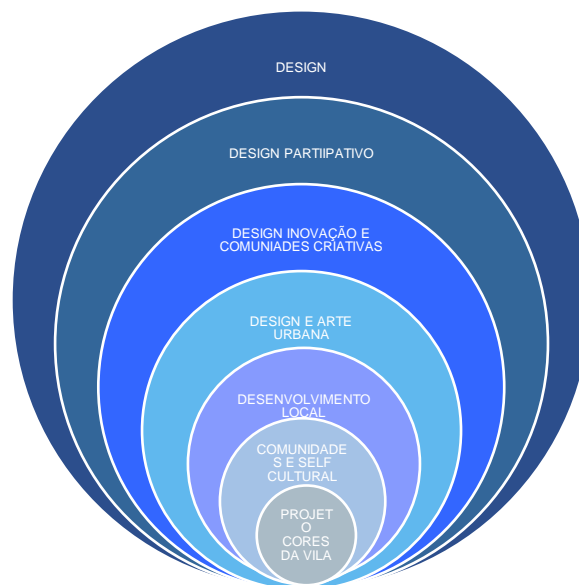 DESIGN
DESIGN PARTIIPATIVO
DESIGN INOVAÇÃO E
COMUNIADES CRIATIVAS
DESIGN E ARTE
URBANA
DESENVOLVIMENTO
LOCAL
COMUNIDADE
S E SELF
CULTURAL
PROJET
O
CORES
DA VILA